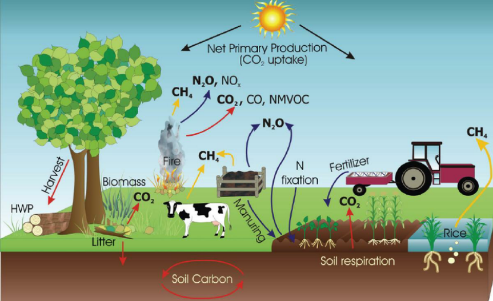 Net Primary Production
(CO₂ uptake)
N₂O, NOₓ
CH₄
CO₂, CO, NMVOC
N₂O
CH₄
Fire
CH₄
Harvest
Biomass
CO₂
N
fixation
Fertilizer
HWP
Manuring
CO₂
Rice
Litter
Soil respiration
Soil Carbon